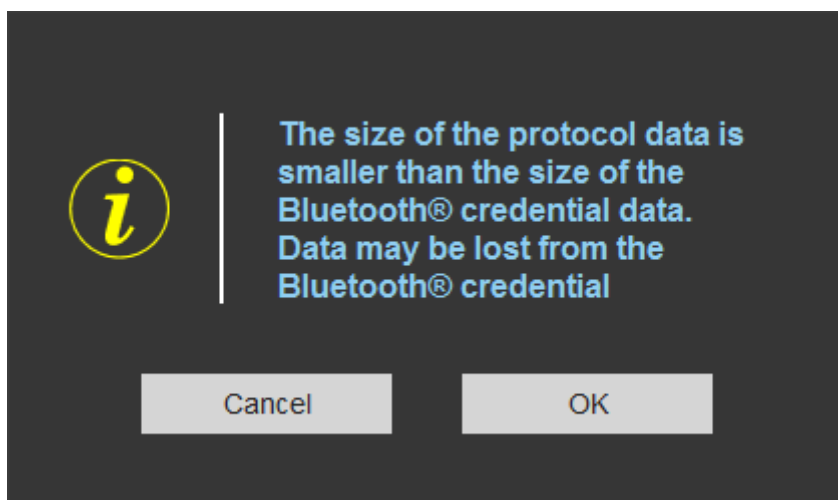 The size of the protocol data is
smaller than the size of the
Bluetooth® credential data.
Data may be lost from the
Bluetooth® credential
Cancel
OK